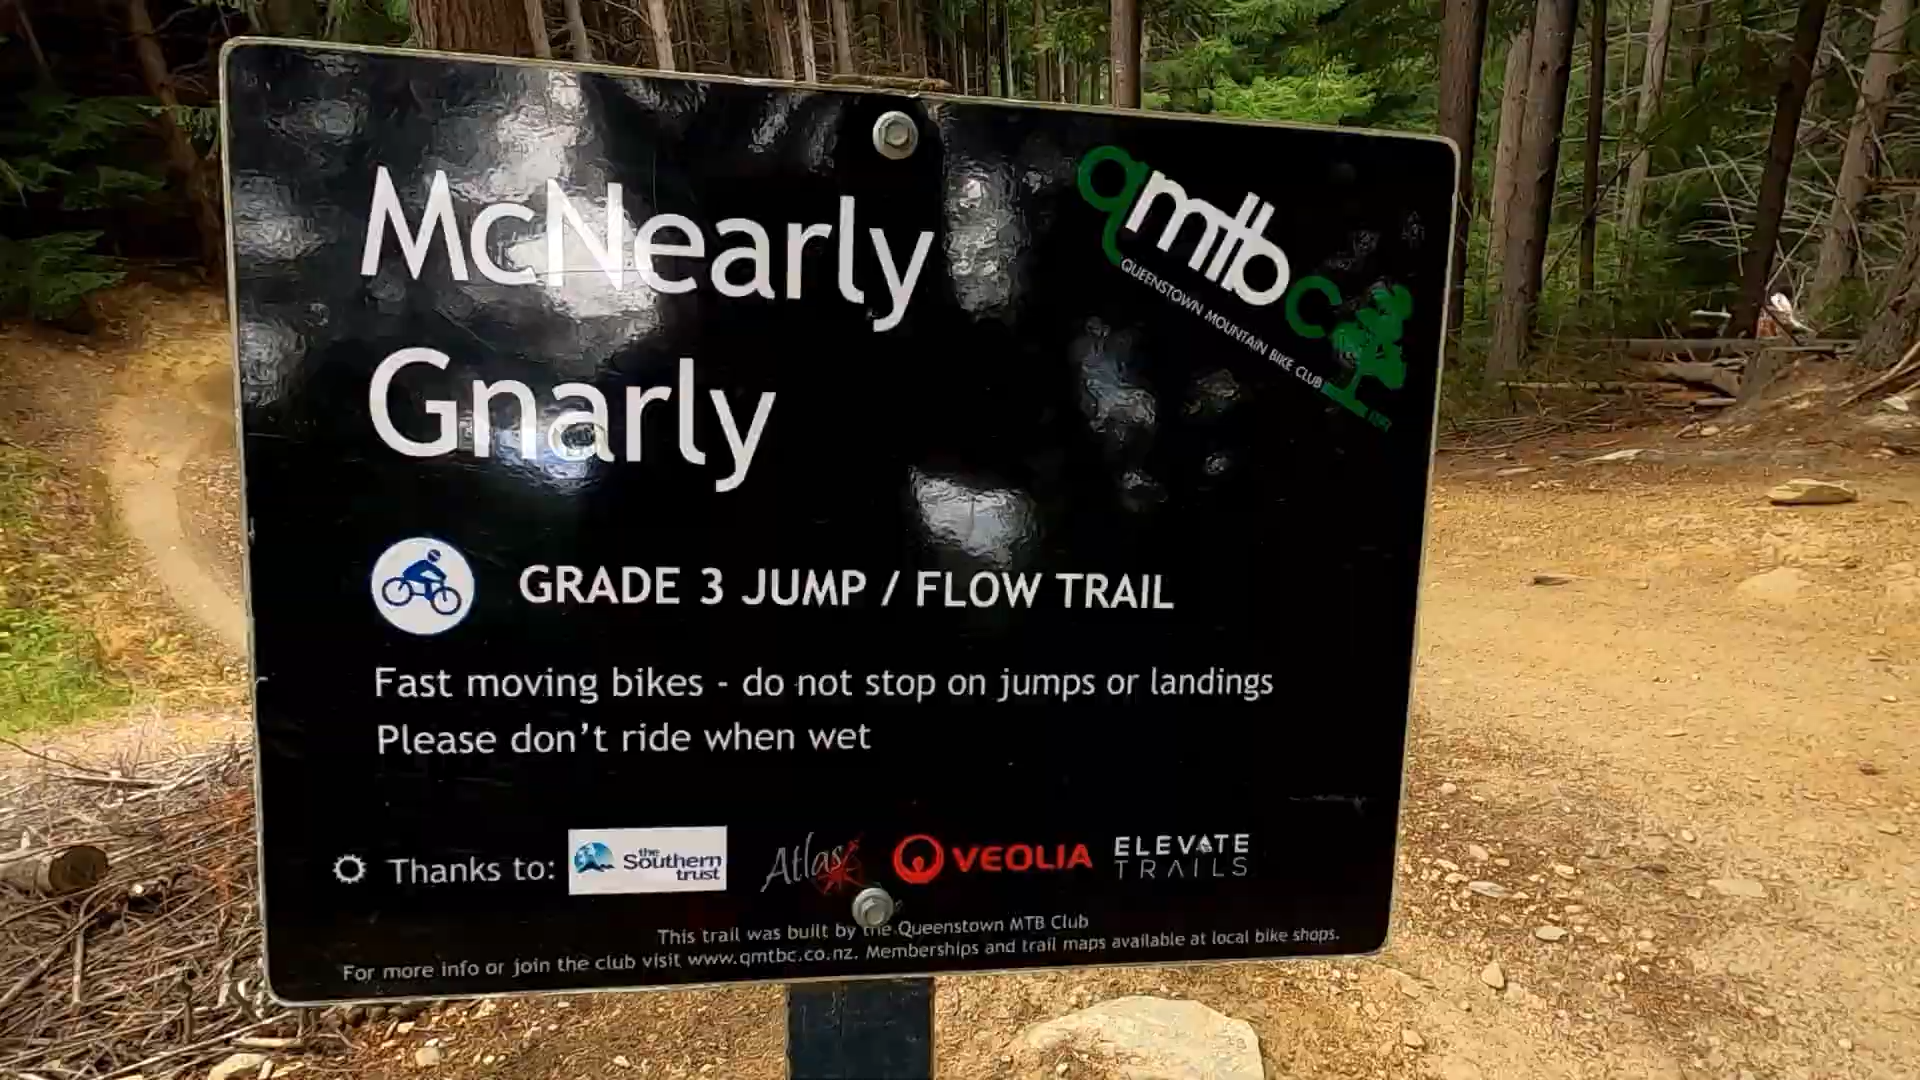 McNearly
Gnarly
qmtbc
QUEENSTOWN MOUNTAIN BIKE CLUB
GRADE 3 JUMP / FLOW TRAIL
Fast moving bikes - do not stop on jumps or landings
Please don't ride when wet
Thanks to:
the Southern trust
Atlas
VEOLIA
ELEVATE TRAILS
This trail was built by the Queenstown MTB Club
For more info or join the club visit www.qmtbc.co.nz. Memberships and trail maps available at local bike shops.